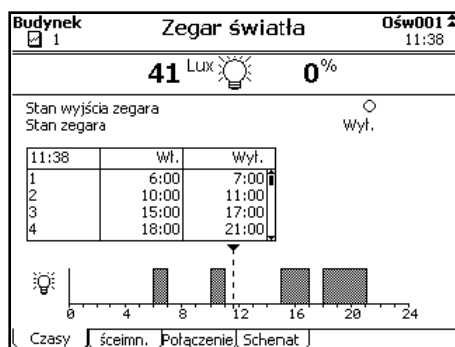 Budynek Zegar światła Ośw001
1 11:38
41 Lux 0%
Stan wyjścia zegara
Stan zegara Wył.
11:38 Wł. Wył.
1 6:00 7:00
2 10:00 11:00
3 15:00 17:00
4 18:00 21:00
0 4 8 12 16 20 24
Czasy ściemn. Połączenie Schenat